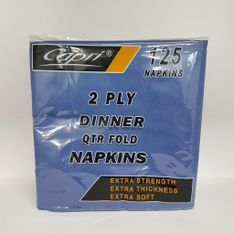 Capri
125
NAPKINS
2 PLY
DINNER
QTR FOLD
NAPKINS
EXTRA STRENGTH
EXTRA THICKNESS
EXTRA SOFT